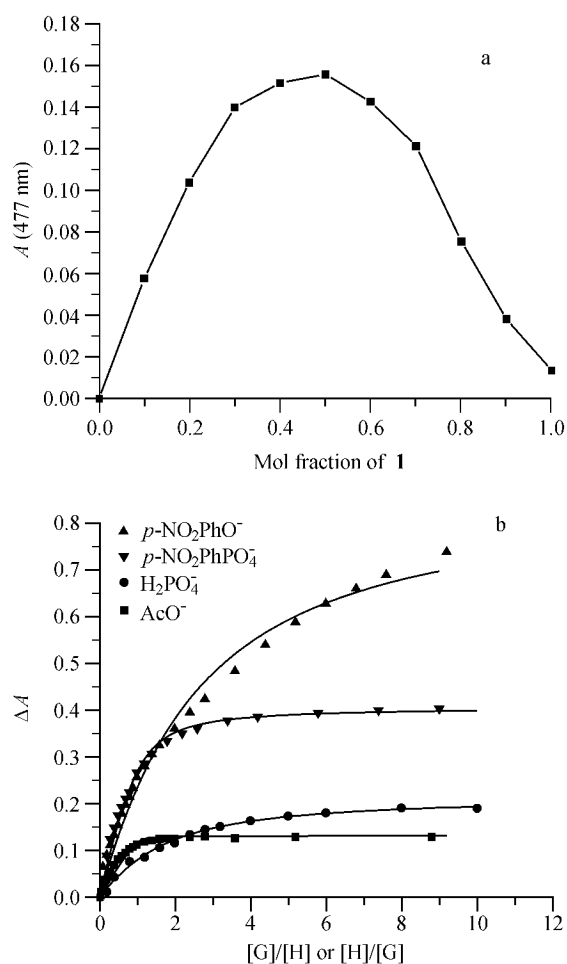 a
0.18
0.16
0.14
0.12
0.10
0.08
0.06
0.04
0.02
0.00
A (477 nm)
0.0 0.2 0.4 0.6 0.8 1.0
Mol fraction of 1
b
p-NO₂PhO⁻
p-NO₂PhPO₄⁻
H₂PO₄⁻
AcO⁻
0.8
0.7
0.6
0.5
0.4
0.3
0.2
0.1
0.0
ΔA
0 2 4 6 8 10 12
[G]/[H] or [H]/[G]